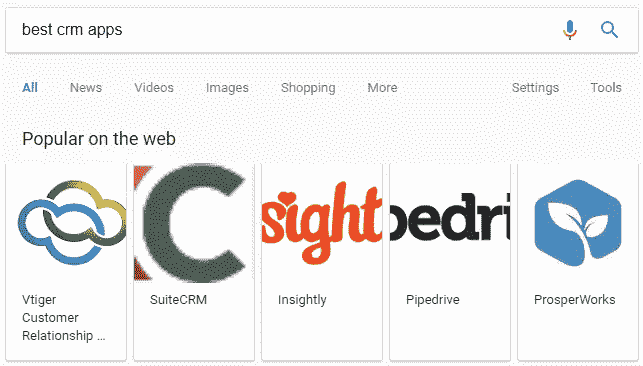 best crm apps
All News Videos Images Shopping More Settings Tools
Popular on the web
C sight pedri
Vtiger SuiteCRM Insightly Pipedrive ProsperWorks
Customer
Relationship ...